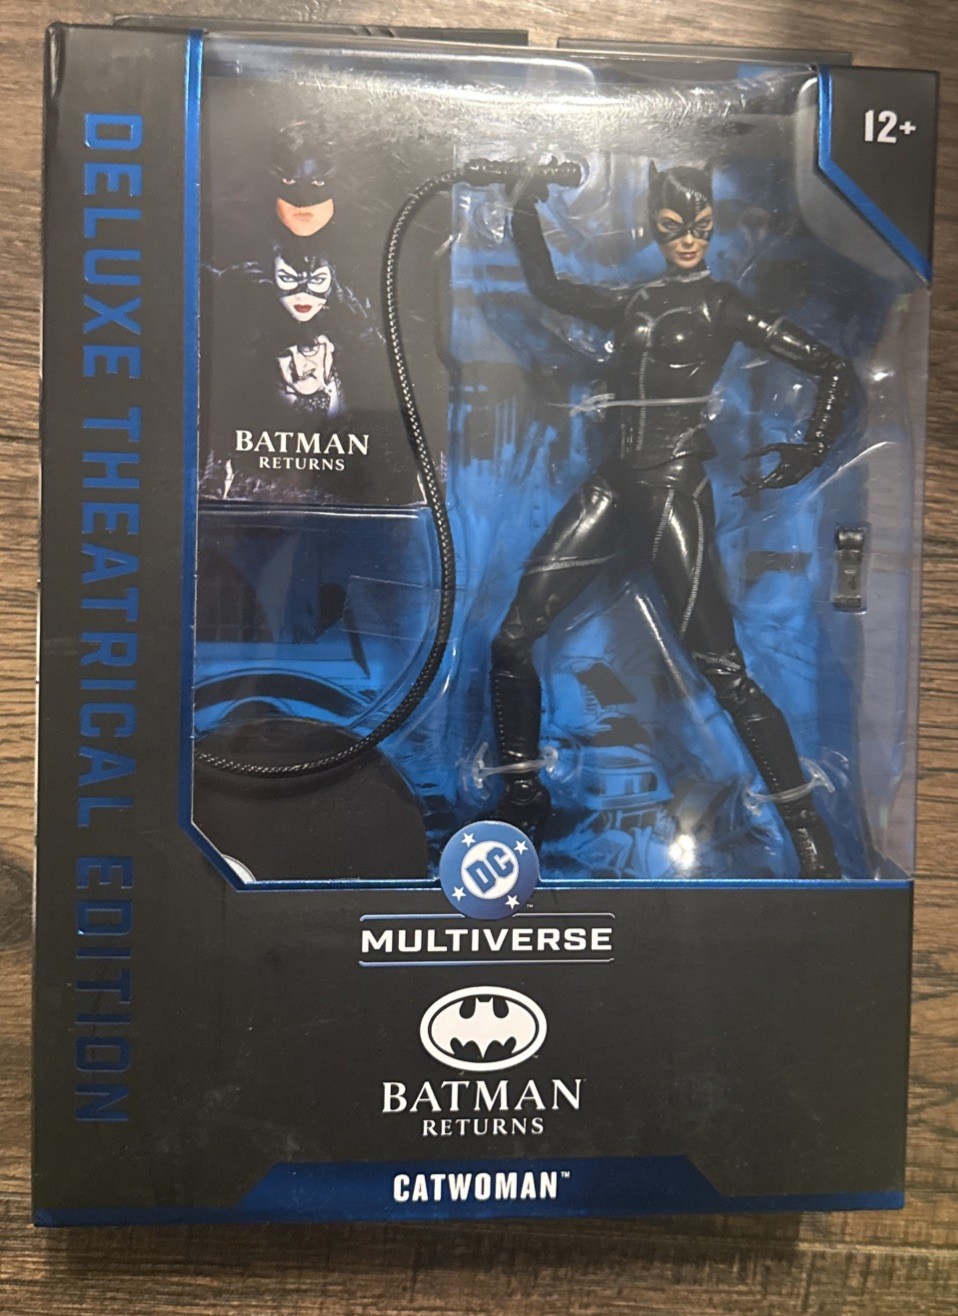 DELUXE THEATRICAL EDITION
12+
BATMAN
RETURNS
DC
MULTIVERSE
BATMAN
RETURNS
CATWOMAN™